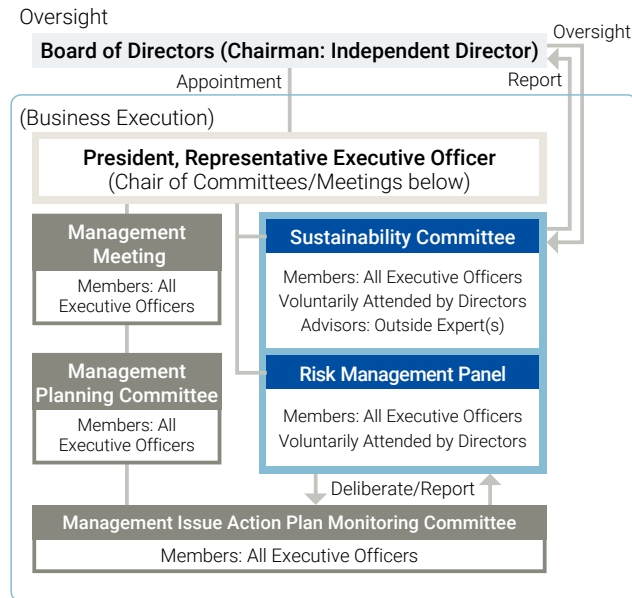 Oversight
Board of Directors (Chairman: Independent Director)
Oversight
Appointment
Report
(Business Execution)
President, Representative Executive Officer
(Chair of Committees/Meetings below)
Management
Meeting
Members: All
Executive Officers
Sustainability Committee
Members: All Executive Officers
Voluntarily Attended by Directors
Advisors: Outside Expert(s)
Management
Planning Committee
Members: All
Executive Officers
Risk Management Panel
Members: All Executive Officers
Voluntarily Attended by Directors
Deliberate/Report
Management Issue Action Plan Monitoring Committee
Members: All Executive Officers